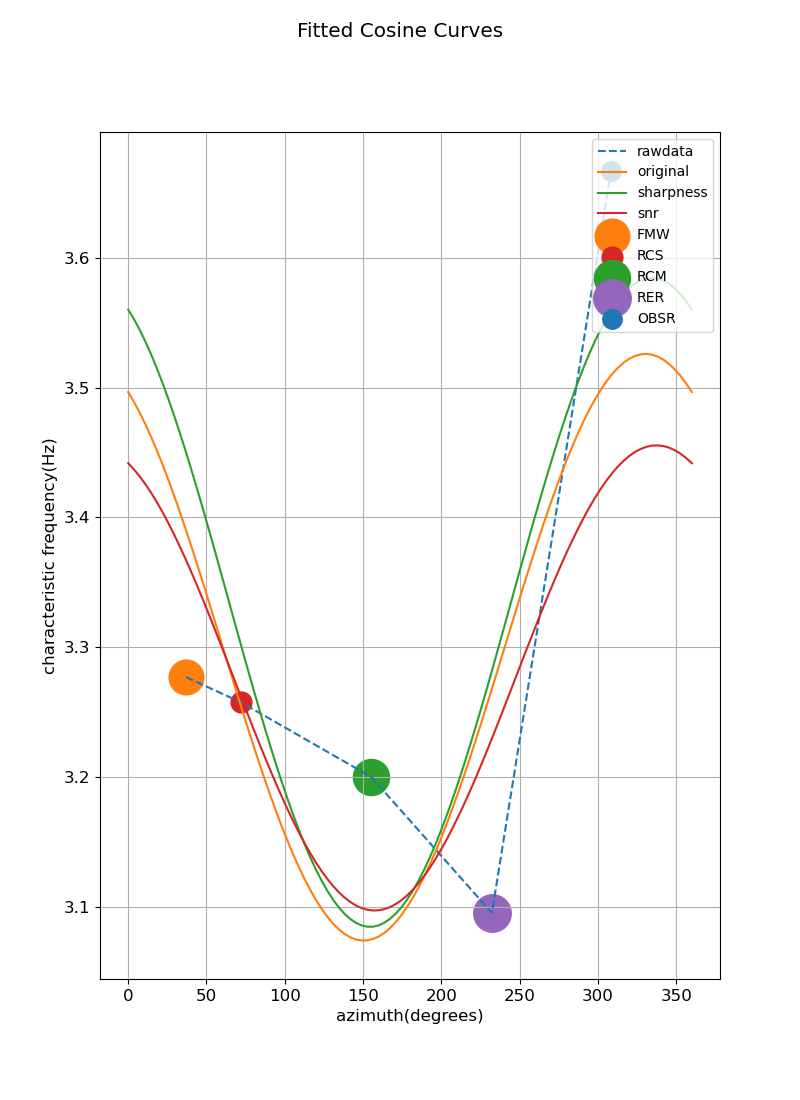 Fitted Cosine Curves
rawdata
original
sharpness
snr
FMW
RCS
RCM
RER
OBSR
3.6
3.5
3.4
3.3
3.2
3.1
characteristic frequency(Hz)
0 50 100 150 200 250 300 350
azimuth(degrees)